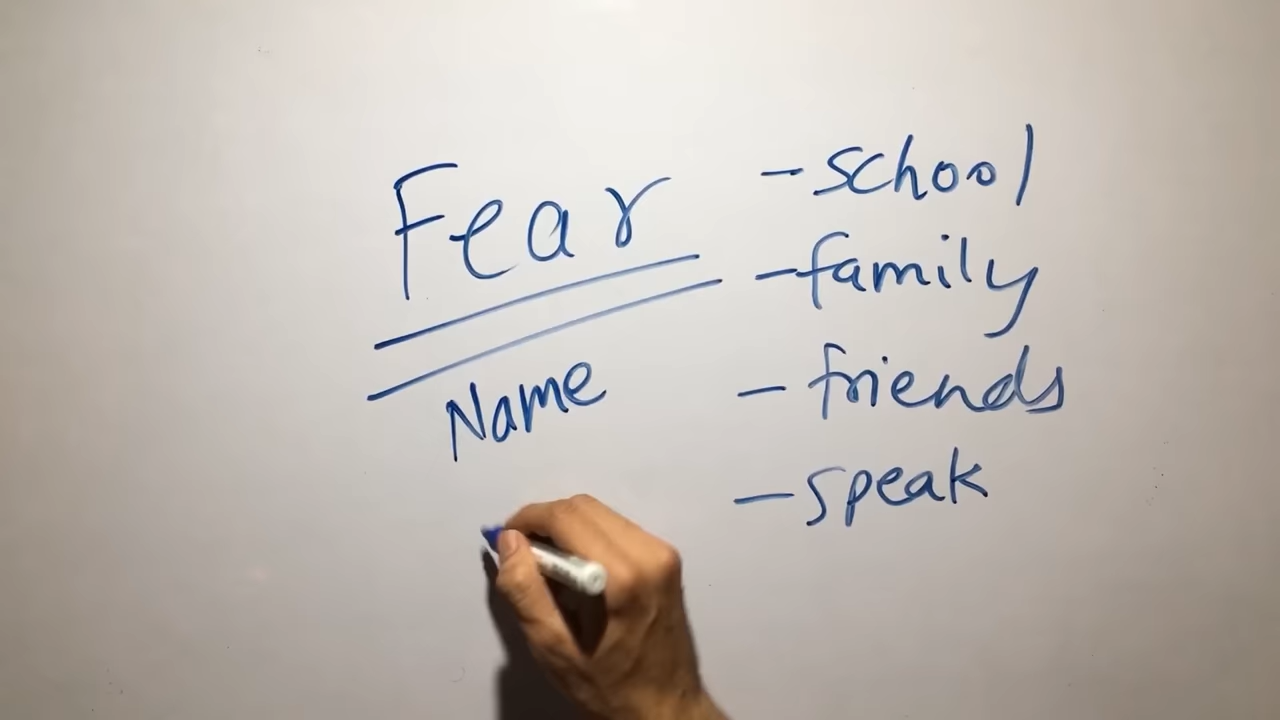 Fear
Name
- school
- family
- friends
- speak